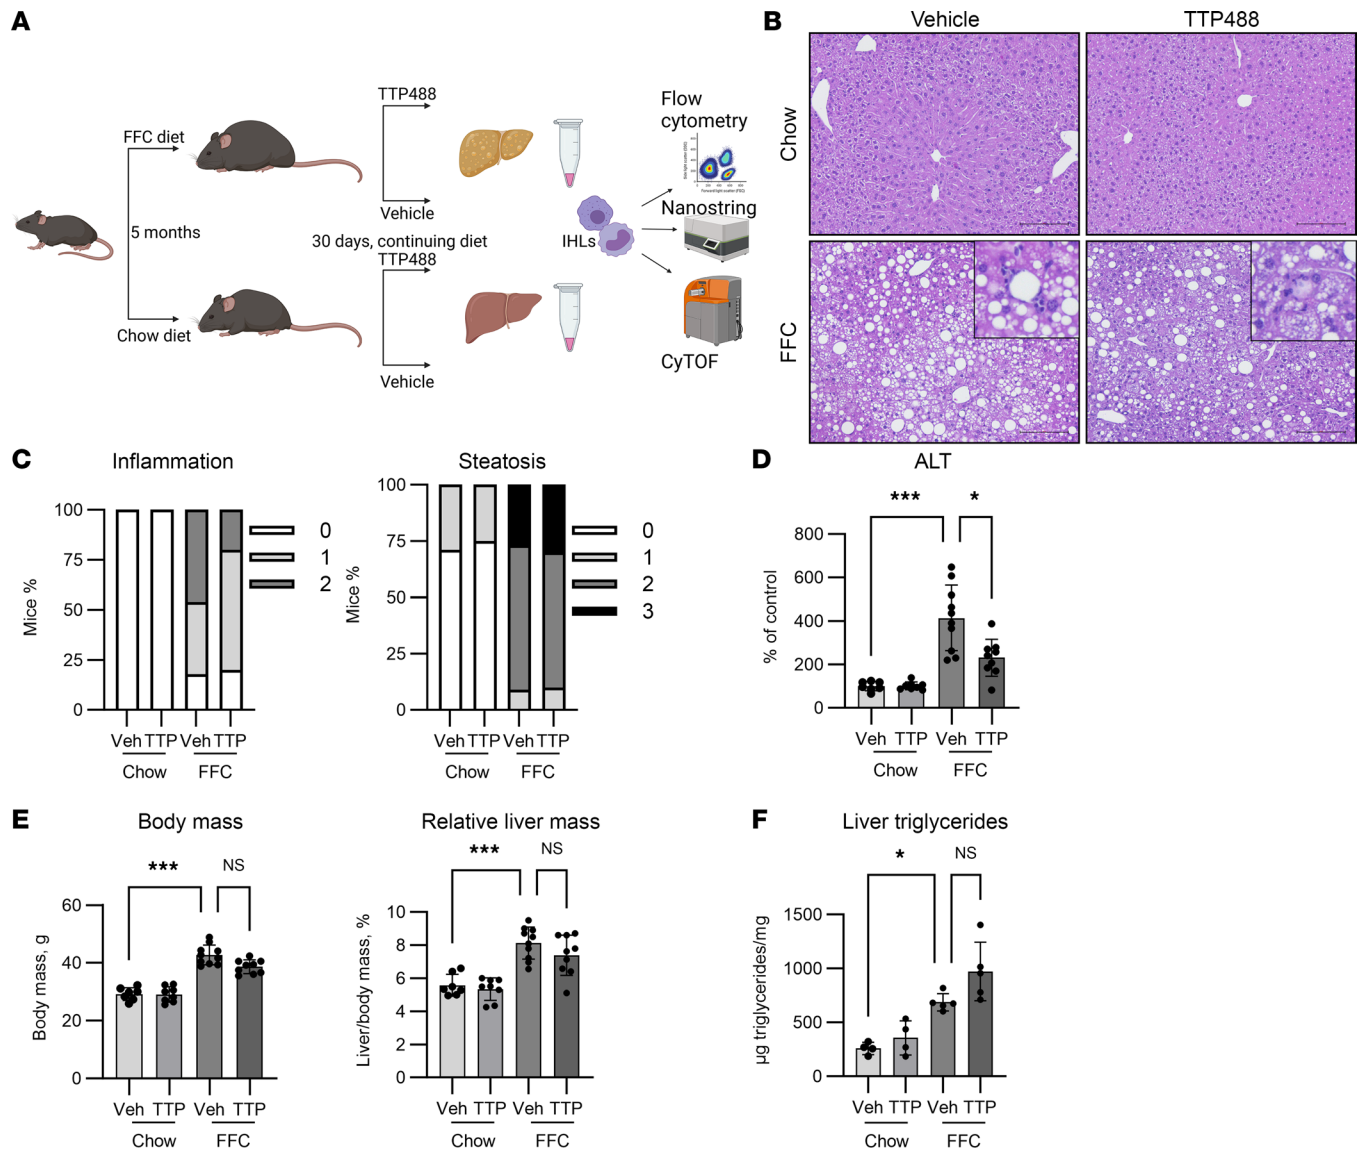 A
FFC diet
5 months
Chow diet
TTP488
Vehicle
30 days, continuing diet
TTP488
Vehicle
IHLs
Flow
cytometry
Nanostring
CyTOF
B
Vehicle
TTP488
Chow
FFC
C
Inflammation
Mice %
100
75
50
25
0
0
1
2
Veh TTP Veh TTP
Chow FFC
Steatosis
Mice %
100
75
50
25
0
0
1
2
3
Veh TTP Veh TTP
Chow FFC
D
ALT
*** *
% of control
800
600
400
200
0
Veh TTP Veh TTP
Chow FFC
E
Body mass
*** NS
Body mass, g
60
40
20
0
Veh TTP Veh TTP
Chow FFC
Relative liver mass
*** NS
Liver/body mass, %
10
8
6
4
2
0
Veh TTP Veh TTP
Chow FFC
F
Liver triglycerides
* NS
µg triglycerides/mg
1500
1000
500
0
Veh TTP Veh TTP
Chow FFC